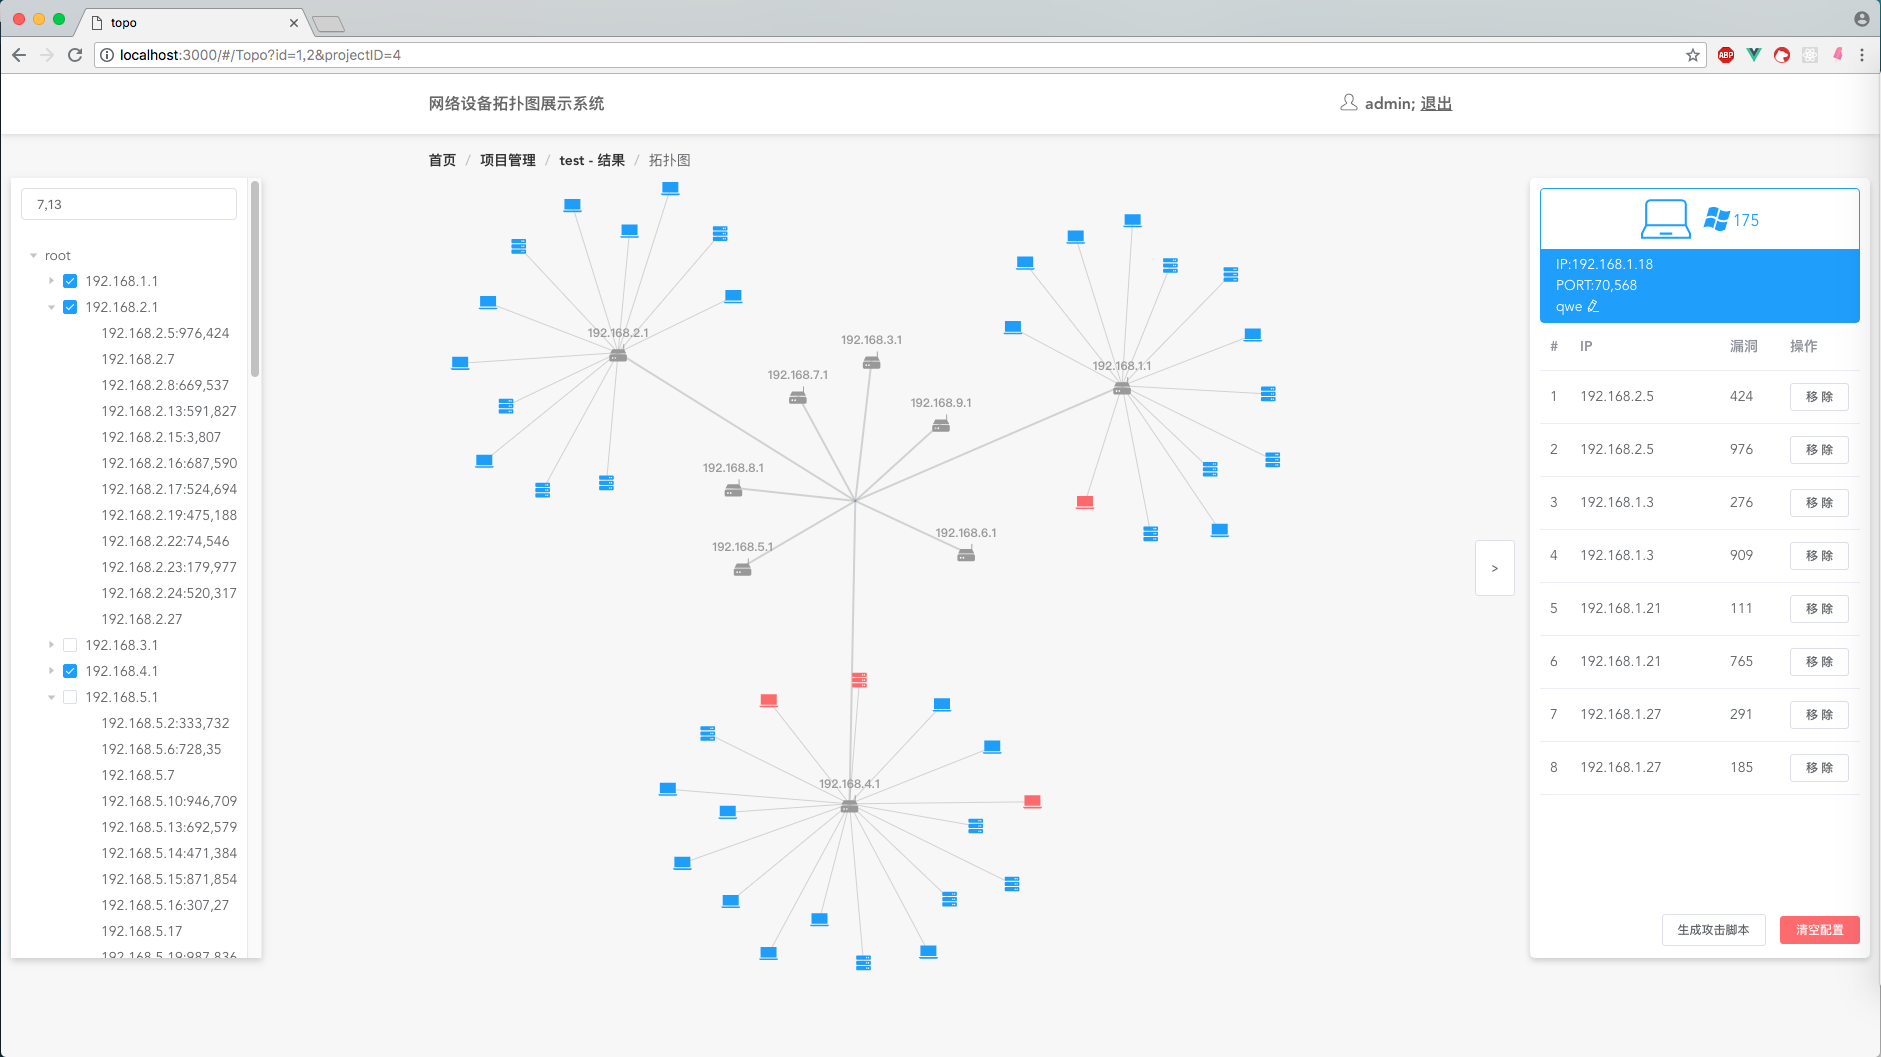 topo
localhost:3000/#/Topo?id=1,2&projectID=4
ABP
网络设备拓扑图展示系统
admin; 退出
首页 / 项目管理 / test - 结果 / 拓扑图
7,13
root
192.168.1.1
192.168.2.1
192.168.2.5:976,424
192.168.2.7
192.168.2.8:669,537
192.168.2.13:591,827
192.168.2.15:3,807
192.168.2.16:687,590
192.168.2.17:524,694
192.168.2.19:475,188
192.168.2.22:74,546
192.168.2.23:179,977
192.168.2.24:520,317
192.168.2.27
192.168.3.1
192.168.4.1
192.168.5.1
192.168.5.2:333,732
192.168.5.6:728,35
192.168.5.7
192.168.5.10:946,709
192.168.5.13:692,579
192.168.5.14:471,384
192.168.5.15:871,854
192.168.5.16:307,27
192.168.5.17
192.168.5.19:987,836
192.168.2.1
192.168.3.1
192.168.7.1
192.168.1.1
192.168.9.1
192.168.8.1
192.168.6.1
192.168.5.1
192.168.4.1
>
175
IP:192.168.1.18
PORT:70,568
qwe
# IP 漏洞 操作
1 192.168.2.5 424 移 除
2 192.168.2.5 976 移 除
3 192.168.1.3 276 移 除
4 192.168.1.3 909 移 除
5 192.168.1.21 111 移 除
6 192.168.1.21 765 移 除
7 192.168.1.27 291 移 除
8 192.168.1.27 185 移 除
生成攻击脚本 清空配置